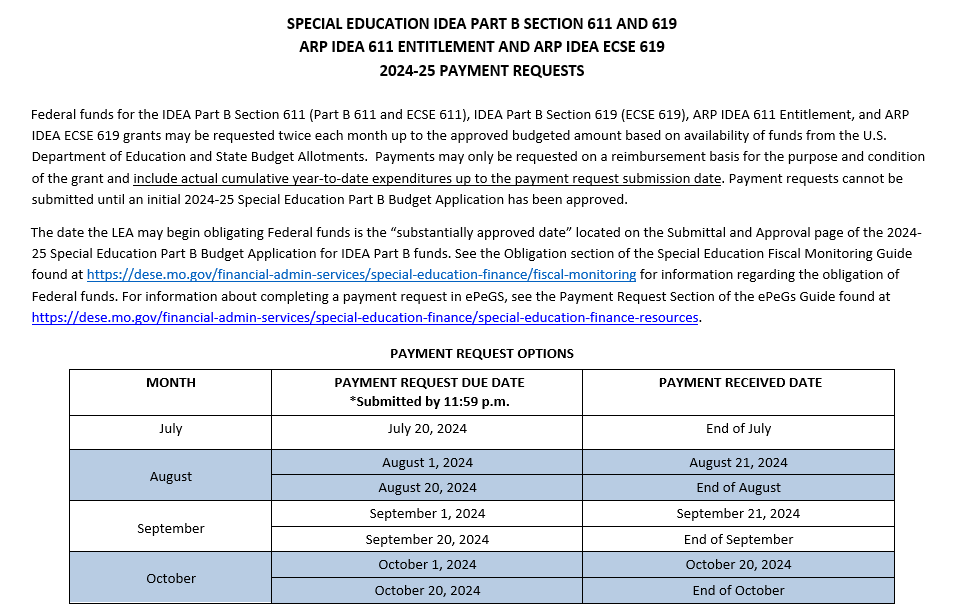 SPECIAL EDUCATION IDEA PART B SECTION 611 AND 619
ARP IDEA 611 ENTITLEMENT AND ARP IDEA ECSE 619
2024-25 PAYMENT REQUESTS
Federal funds for the IDEA Part B Section 611 (Part B 611 and ECSE 611), IDEA Part B Section 619 (ECSE 619), ARP IDEA 611 Entitlement, and ARP
IDEA ECSE 619 grants may be requested twice each month up to the approved budgeted amount based on availability of funds from the U.S.
Department of Education and State Budget Allotments.  Payments may only be requested on a reimbursement basis for the purpose and condition
of the grant and include actual cumulative year-to-date expenditures up to the payment request submission date. Payment requests cannot be
submitted until an initial 2024-25 Special Education Part B Budget Application has been approved.
The date the LEA may begin obligating Federal funds is the “substantially approved date” located on the Submittal and Approval page of the 2024-
25 Special Education Part B Budget Application for IDEA Part B funds. See the Obligation section of the Special Education Fiscal Monitoring Guide
found at https://dese.mo.gov/financial-admin-services/special-education-finance/fiscal-monitoring for information regarding the obligation of
Federal funds. For information about completing a payment request in ePeGS, see the Payment Request Section of the ePeGs Guide found at
https://dese.mo.gov/financial-admin-services/special-education-finance/special-education-finance-resources.
PAYMENT REQUEST OPTIONS
MONTH PAYMENT REQUEST DUE DATE PAYMENT RECEIVED DATE
*Submitted by 11:59 p.m.
July July 20, 2024 End of July
August August 1, 2024 August 21, 2024
August 20, 2024 End of August
September September 1, 2024 September 21, 2024
September 20, 2024 End of September
October October 1, 2024 October 20, 2024
October 20, 2024 End of October